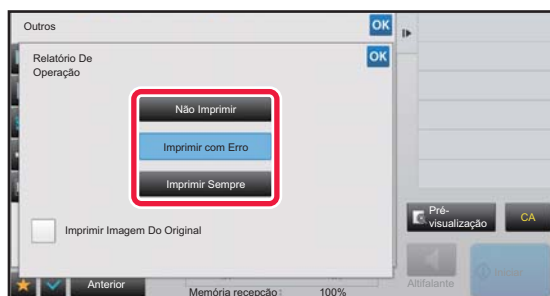 Outros
OK
Relatório De
Operação
OK
Não Imprimir
Imprimir com Erro
Imprimir Sempre
Imprimir Imagem Do Original
Pré-
visualização
CA
Anterior
Memória recepção:
100%
Altifalante
Iniciar